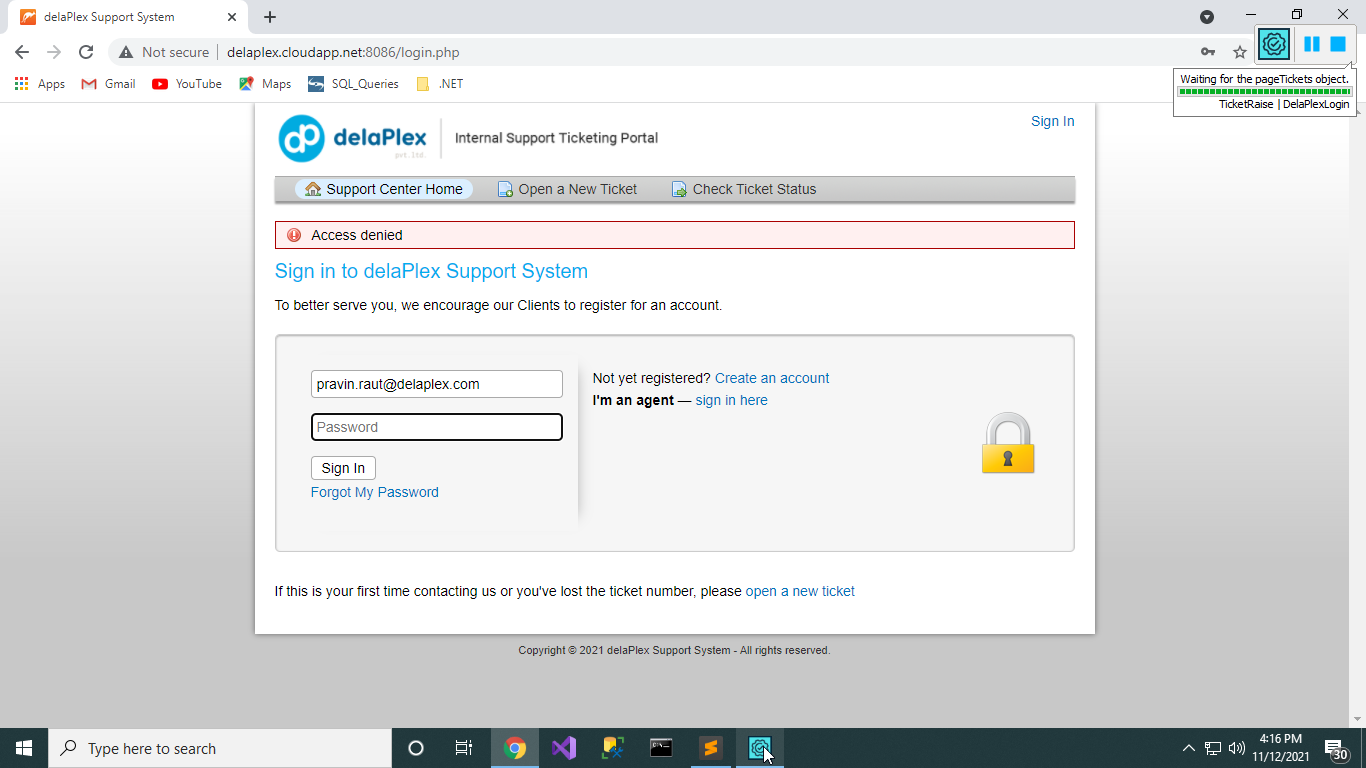 delaPlex Support System
Not secure
delaplex.cloudapp.net:8086/login.php
Apps
Gmail
YouTube
Maps
SQL_Queries
.NET
Waiting for the pageTickets object.
TicketRaise | DelaPlexLogin
dp delaPlex pvt. ltd.
Internal Support Ticketing Portal
Sign In
Support Center Home
Open a New Ticket
Check Ticket Status
Access denied
Sign in to delaPlex Support System
To better serve you, we encourage our Clients to register for an account.
pravin.raut@delaplex.com
Password
Sign In
Forgot My Password
Not yet registered? Create an account
I'm an agent — sign in here
If this is your first time contacting us or you've lost the ticket number, please open a new ticket
Copyright © 2021 delaPlex Support System - All rights reserved.
Type here to search
4:16 PM
11/12/2021
30